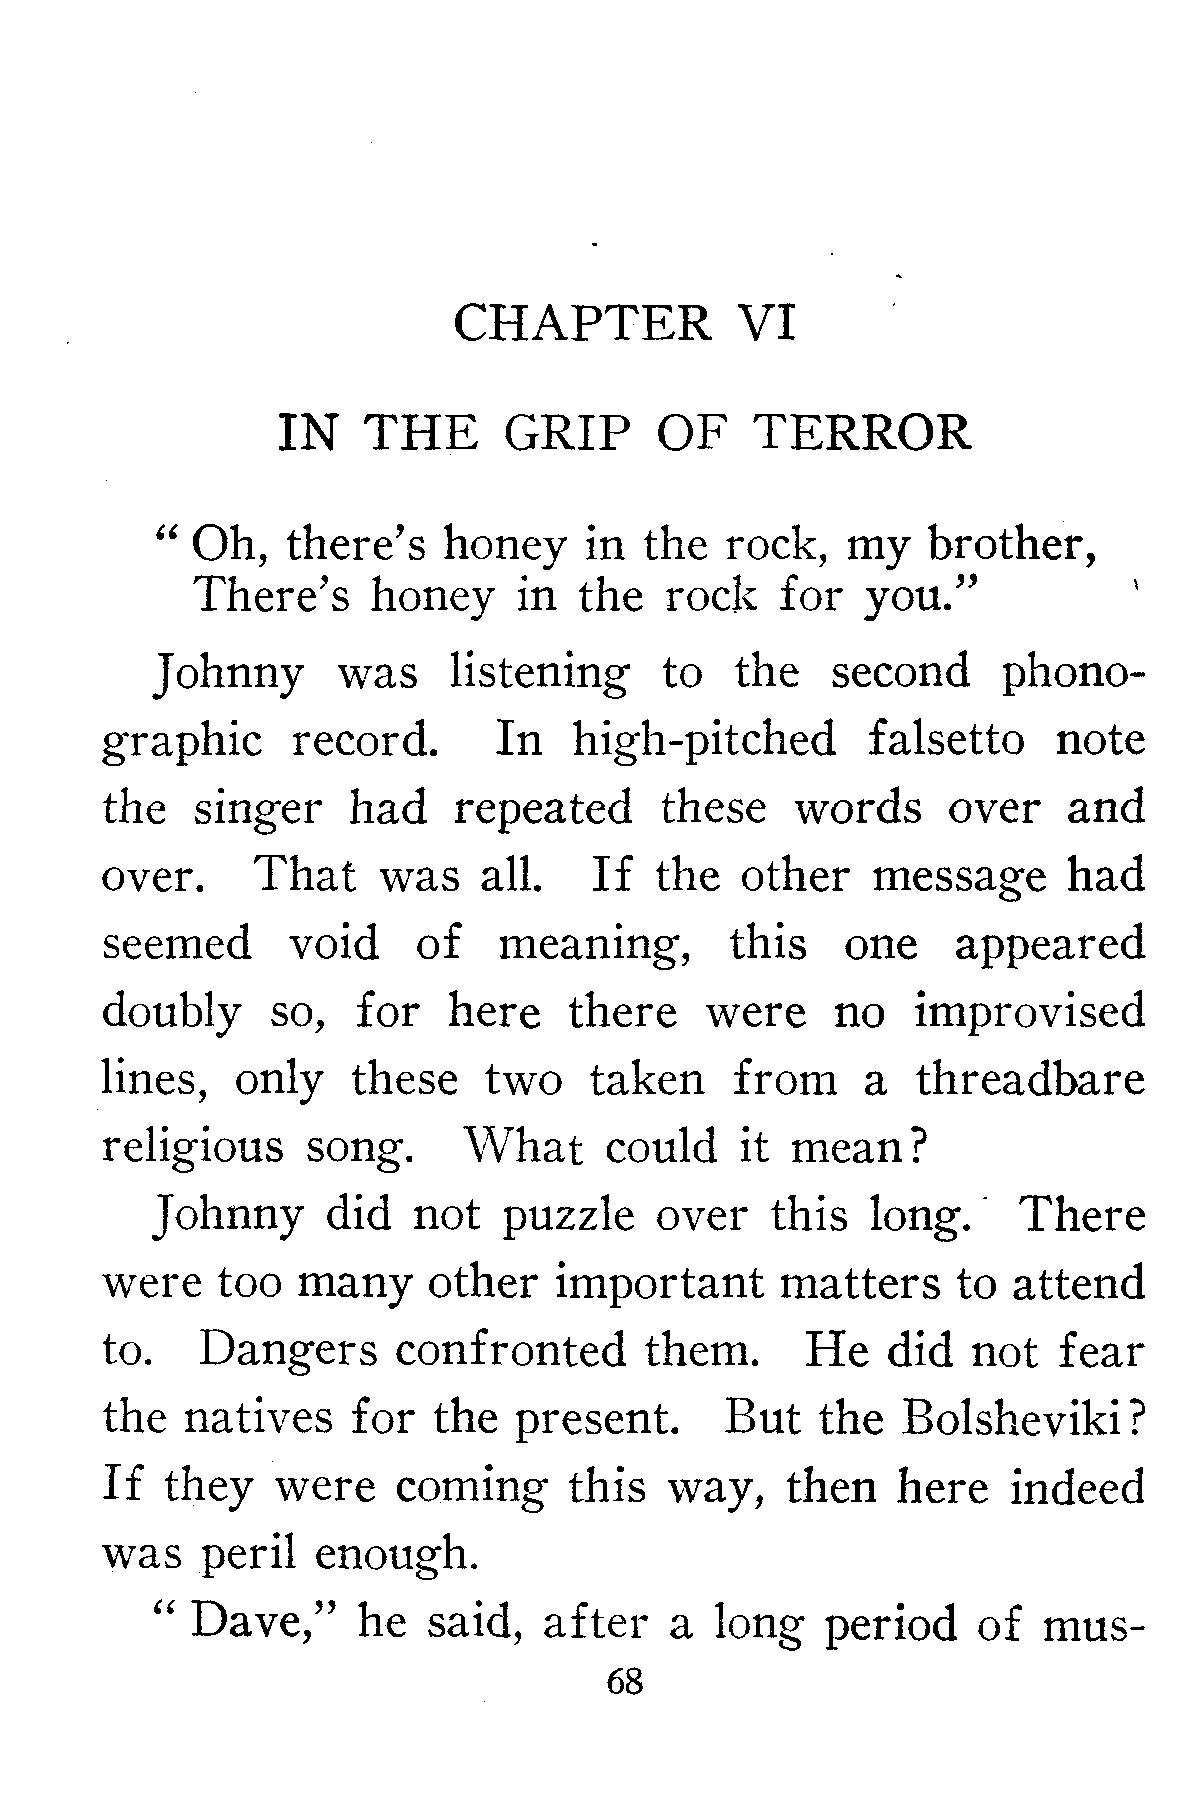 CHAPTER VI
IN THE GRIP OF TERROR
“ Oh, there’s honey in the rock, my brother,
There’s honey in the rock for you.”
Johnny was listening to the second phono-
graphic record. In high-pitched falsetto note
the singer had repeated these words over and
over. That was all. If the other message had
seemed void of meaning, this one appeared
doubly so, for here there were no improvised
lines, only these two taken from a threadbare
religious song. What could it mean?
Johnny did not puzzle over this long. There
were too many other important matters to attend
to. Dangers confronted them. He did not fear
the natives for the present. But the Bolsheviki?
If they were coming this way, then here indeed
was peril enough.
“ Dave,” he said, after a long period of mus-
68